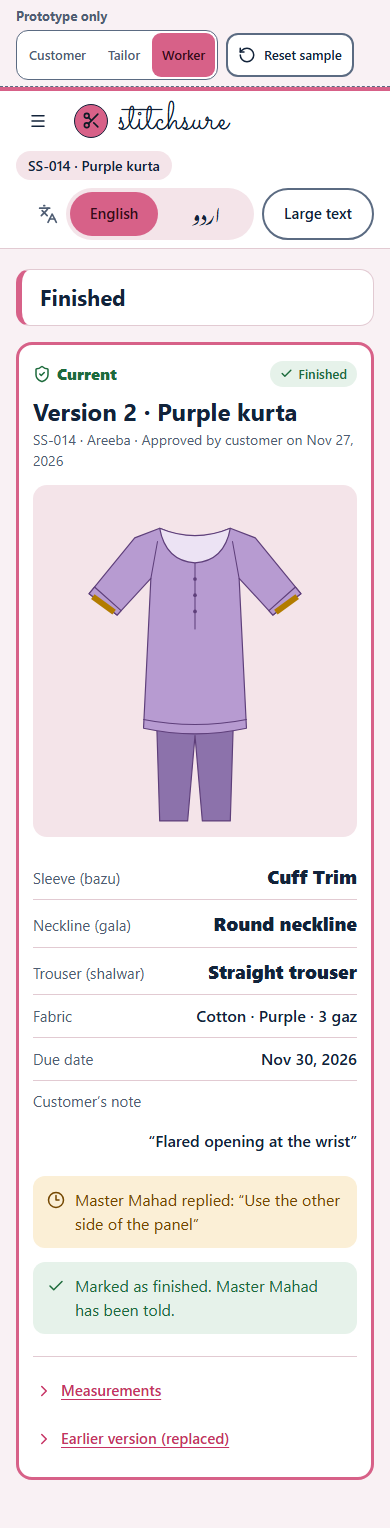 Prototype only
Customer Tailor Worker Reset sample
stitchsure
SS-014 · Purple kurta
English اردو Large text
Finished
Current Finished
Version 2 · Purple kurta
SS-014 · Areeba · Approved by customer on Nov 27,
2026
Sleeve (bazu) Cuff Trim
Neckline (gala) Round neckline
Trouser (shalwar) Straight trouser
Fabric Cotton · Purple · 3 gaz
Due date Nov 30, 2026
Customer’s note
“Flared opening at the wrist”
Master Mahad replied: “Use the other
side of the panel”
Marked as finished. Master Mahad
has been told.
Measurements
Earlier version (replaced)